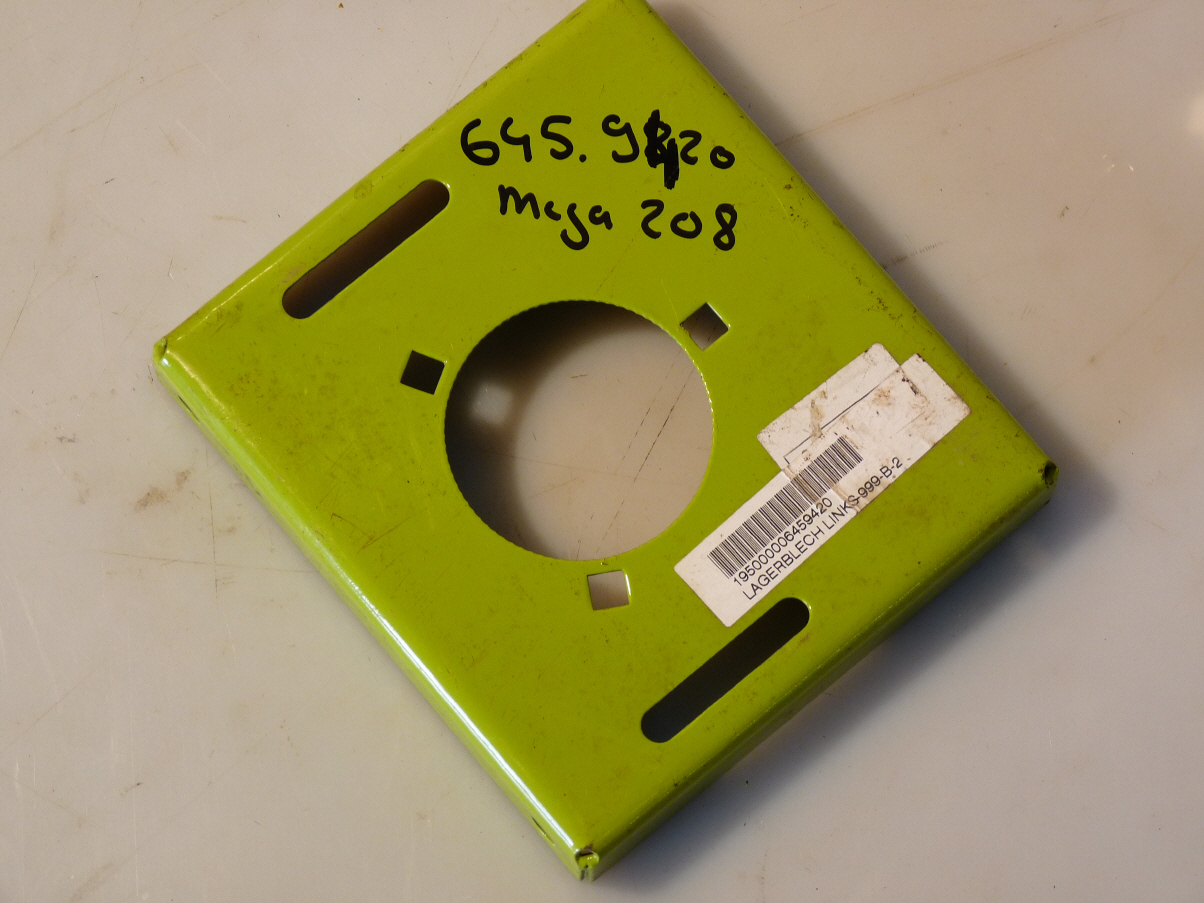 645.9420
Mega 208
195000006459420
LAGERBLECH LINKS-999-B-2